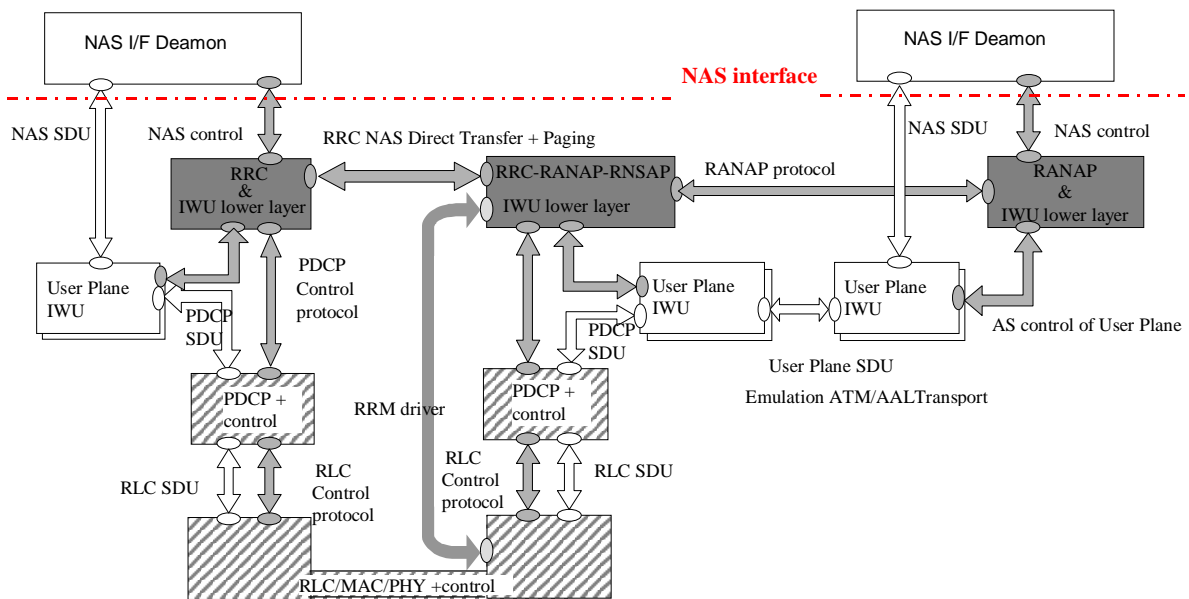 NAS I/F Deamon
NAS I/F Deamon
NAS interface
NAS SDU
NAS control
RRC NAS Direct Transfer + Paging
NAS SDU
NAS control
RRC
&
IWU lower layer
RRC-RANAP-RNSAP
IWU lower layer
RANAP protocol
RANAP
&
IWU lower layer
User Plane
IWU
PDCP
Control
protocol
User Plane
IWU
User Plane
IWU
PDCP
SDU
PDCP
SDU
AS control of User Plane
User Plane SDU
Emulation ATM/AALTransport
PDCP +
control
RRM driver
PDCP +
control
RLC SDU
RLC
Control
protocol
RLC
Control
protocol
RLC SDU
RLC/MAC/PHY +control